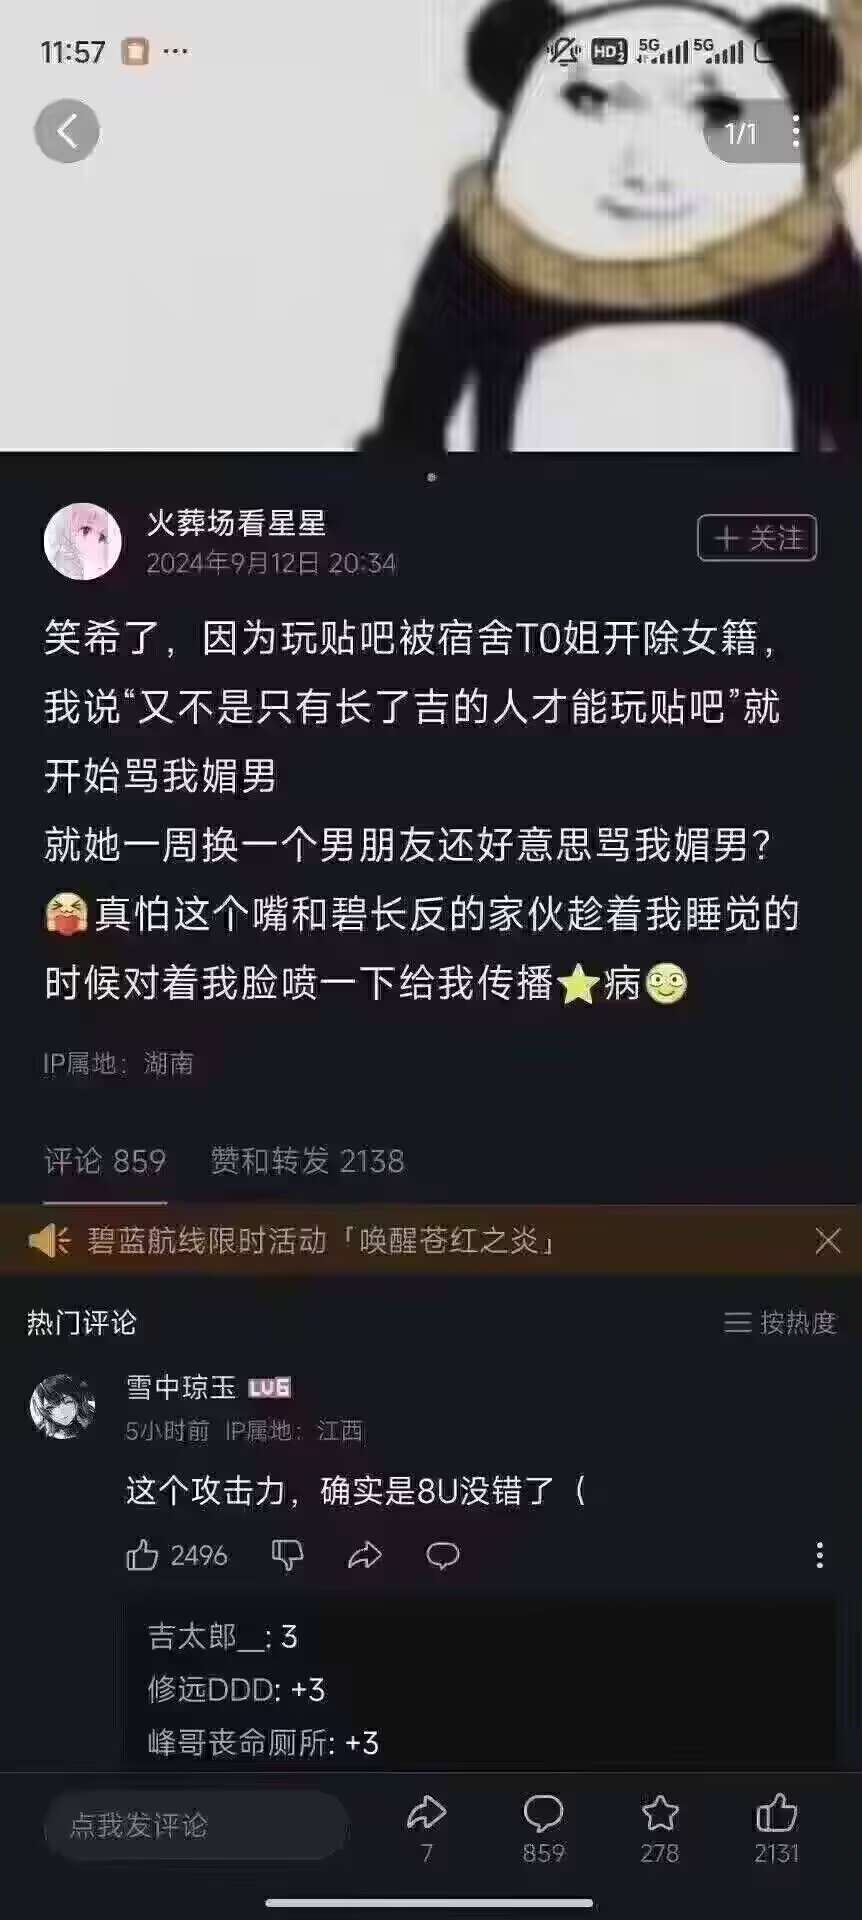 11:57
HD 1 2 5G 5G
1/1
火葬场看星星
2024年9月12日 20:34
+ 关注
笑希了，因为玩贴吧被宿舍T0姐开除女籍，
我说“又不是只有长了吉的人才能玩贴吧”就
开始骂我媚男
就她一周换一个男朋友还好意思骂我媚男？
真怕这个嘴和碧长反的家伙趁着我睡觉的
时候对着我脸喷一下给我传播⭐病
IP属地：湖南
评论 859 赞和转发 2138
碧蓝航线限时活动「唤醒苍红之炎」
热门评论
按热度
雪中琼玉 LV6
5小时前 IP属地：江西
这个攻击力，确实是8U没错了（
2496
吉太郎__: 3
修远DDD: +3
峰哥丧命厕所: +3
点我发评论
7
859
278
2131